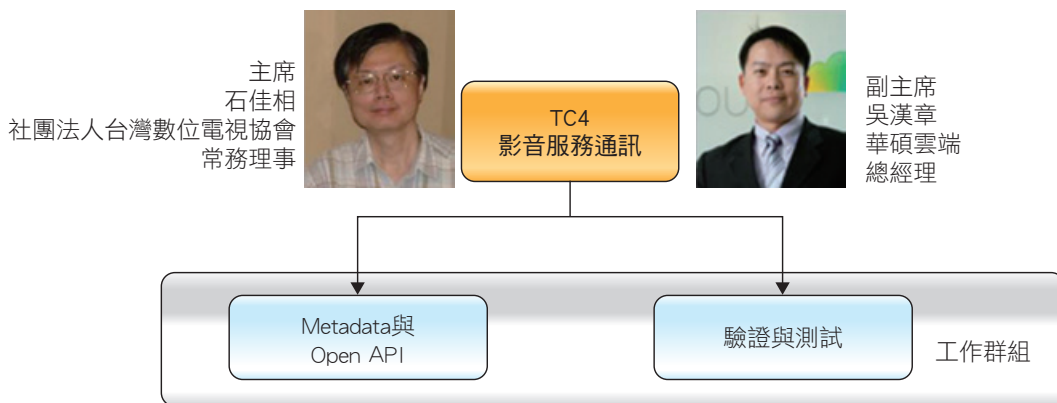 主席
石佳相
社團法人台灣數位電視協會
常務理事
TC4
影音服務通訊
副主席
吳漢章
華碩雲端
總經理
Metadata與
Open API
驗證與測試
工作群組